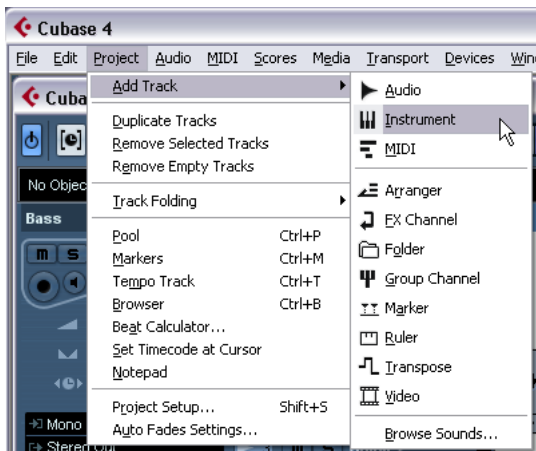 Cubase 4
File Edit Project Audio MIDI Scores Media Transport Devices Win
Cuba
Add Track
Duplicate Tracks
Remove Selected Tracks
Remove Empty Tracks
Track Folding
Pool Ctrl+P
Markers Ctrl+M
Tempo Track Ctrl+T
Browser Ctrl+B
Beat Calculator...
Set Timecode at Cursor
Notepad
Project Setup... Shift+S
Auto Fades Settings...
Audio
Instrument
MIDI
Arranger
FX Channel
Folder
Group Channel
Marker
Ruler
Transpose
Video
Browse Sounds...
No Objec
Bass
m s
Mono
Stereo Out